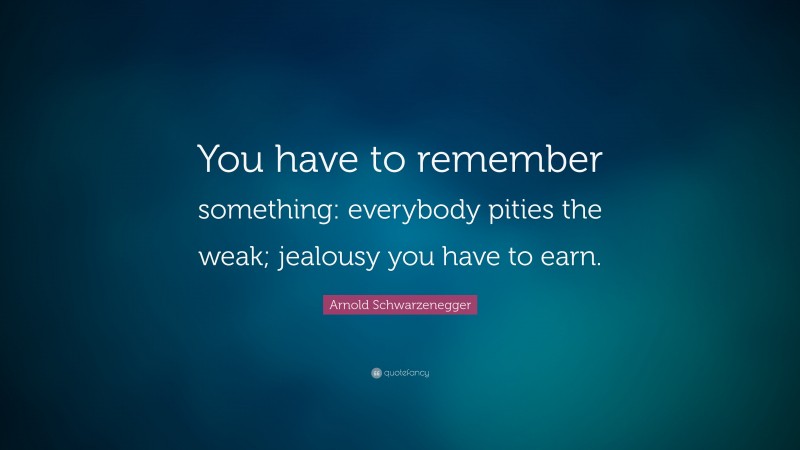 You have to remember
something: everybody pities the
weak; jealousy you have to earn.
Arnold Schwarzenegger
quotefancy